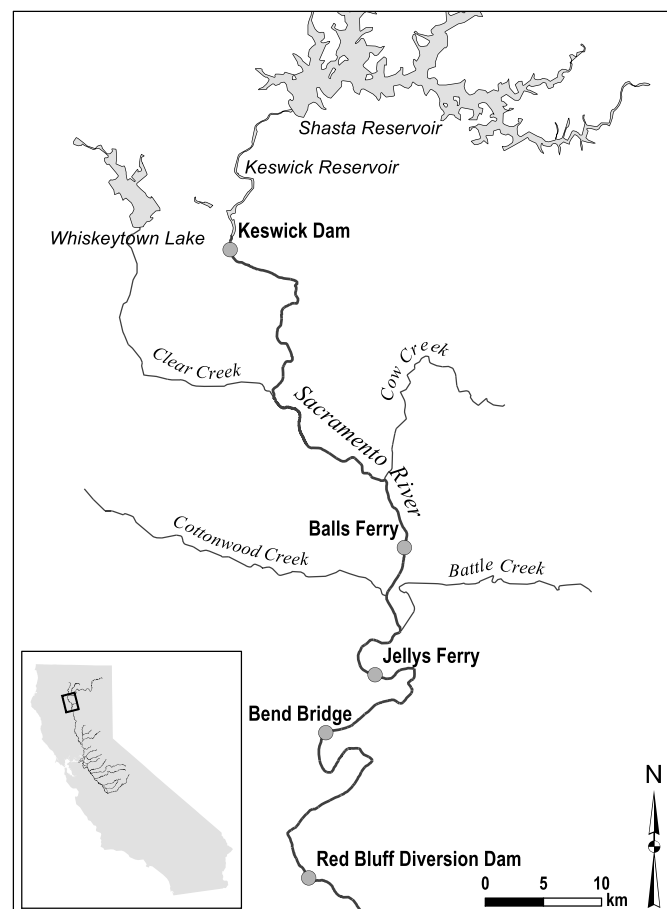 Shasta Reservoir
Keswick Reservoir
Whiskeytown Lake
Keswick Dam
Clear Creek
Cow Creek
Sacramento River
Balls Ferry
Cottonwood Creek
Battle Creek
Jellys Ferry
Bend Bridge
N
Red Bluff Diversion Dam
0 5 10
km